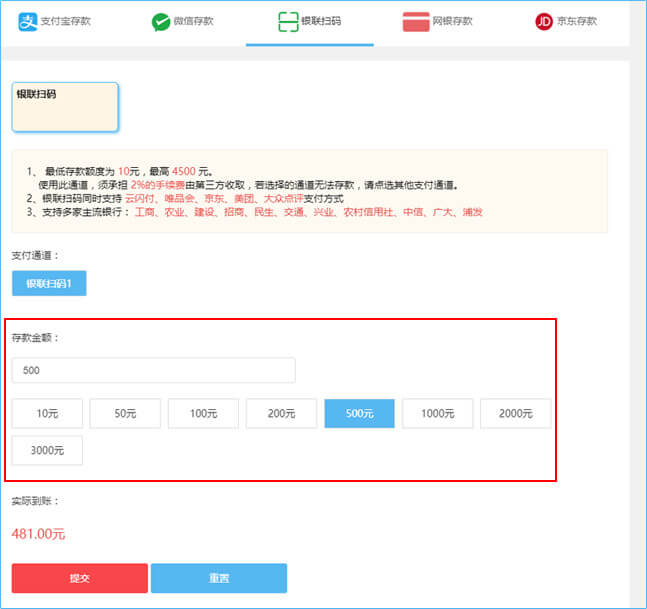 支付宝存款 微信存款 银联扫码 网银存款 JD 京东存款
银联扫码
1、 最低存款额度为 10元，最高 4500 元。
使用此通道，须承担 2%的手续费由第三方收取，若选择的通道无法存款，请点选其他支付通道。
2、银联扫码同时支持 云闪付、唯品会、京东、美团、大众点评支付方式
3、支持多家主流银行： 工商、农业、建设、招商、民生、交通、兴业、农村信用社、中信、广大、浦发
支付通道：
银联扫码1
存款金额：
500
10元 50元 100元 200元 500元 1000元 2000元
3000元
实际到账：
481.00元
提交 重置